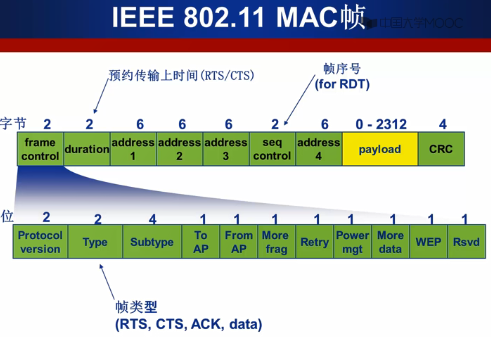 IEEE 802.11 MAC帧
中国大学MOOC
预约传输上时间(RTS/CTS)
帧序号
(for RDT)
字节 2 2 6 6 6 2 6 0 - 2312 4
frame control duration address 1 address 2 address 3 seq control address 4 payload CRC
位 2 2 4 1 1 1 1 1 1 1 1
Protocol version Type Subtype To AP From AP More frag Retry Power mgt More data WEP Rsvd
帧类型
(RTS, CTS, ACK, data)